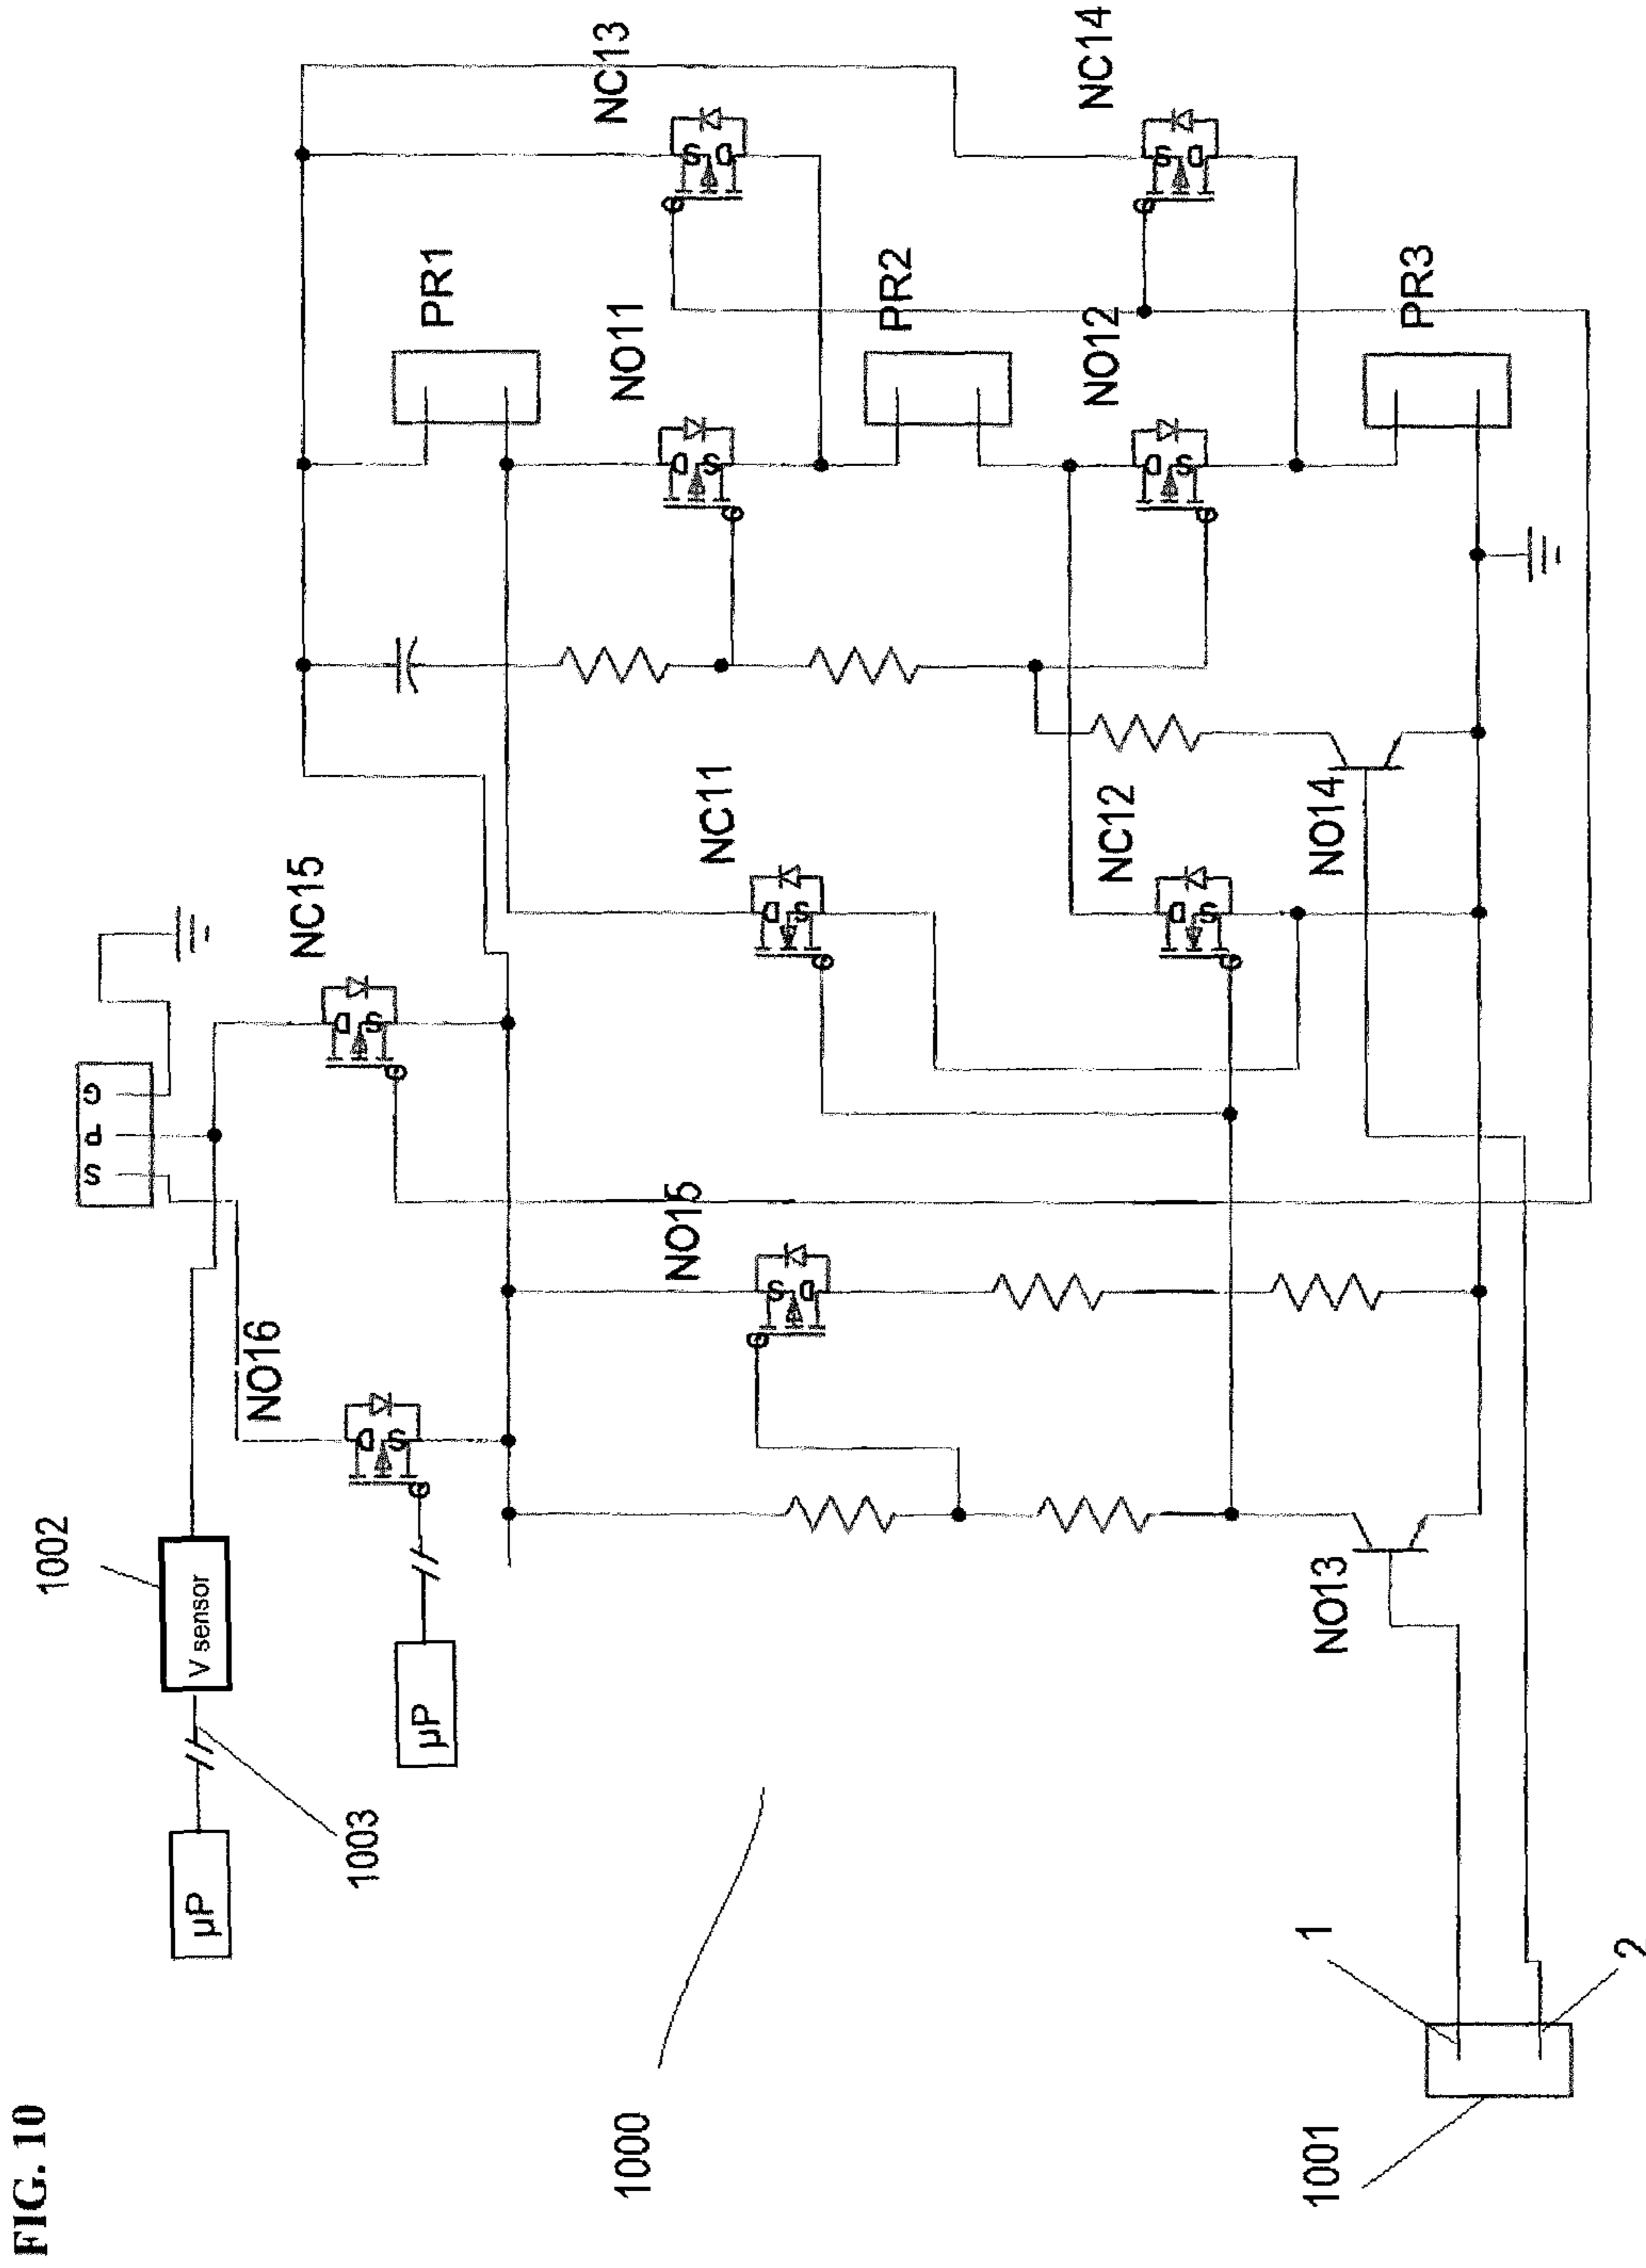 FIG. 10
1002
S P G
V sensor
µP
1003
µP
NO16
D
S
G
NC15
D
S
G
PR1
NC13
S
D
G
NO11
D
S
G
1000
NO15
S
D
G
NC11
D
S
G
PR2
NC14
S
D
G
NO12
D
S
G
NC12
D
S
G
NO13
NO14
PR3
1001
1
2